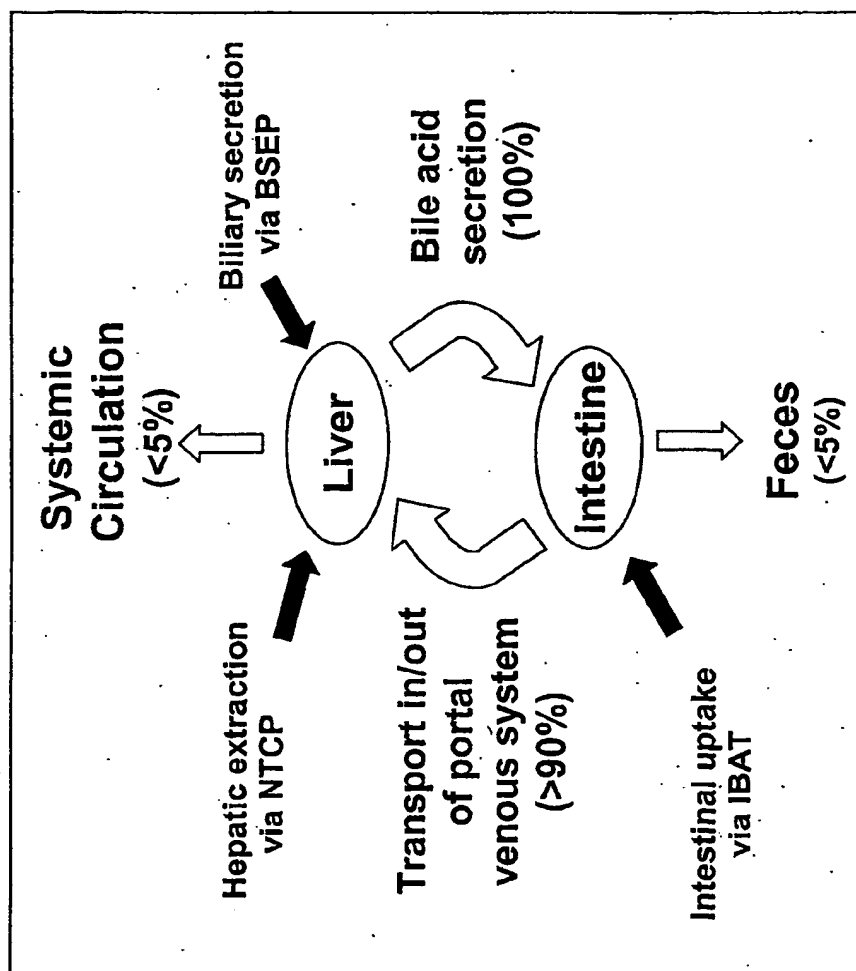 Systemic
Circulation
(<5%)
Hepatic extraction
via NTCP
Biliary secretion
via BSEP
Liver
Transport in/out
of portal
venous system
(>90%)
Bile acid
secretion
(100%)
Intestine
Intestinal uptake
via IBAT
Feces
(<5%)